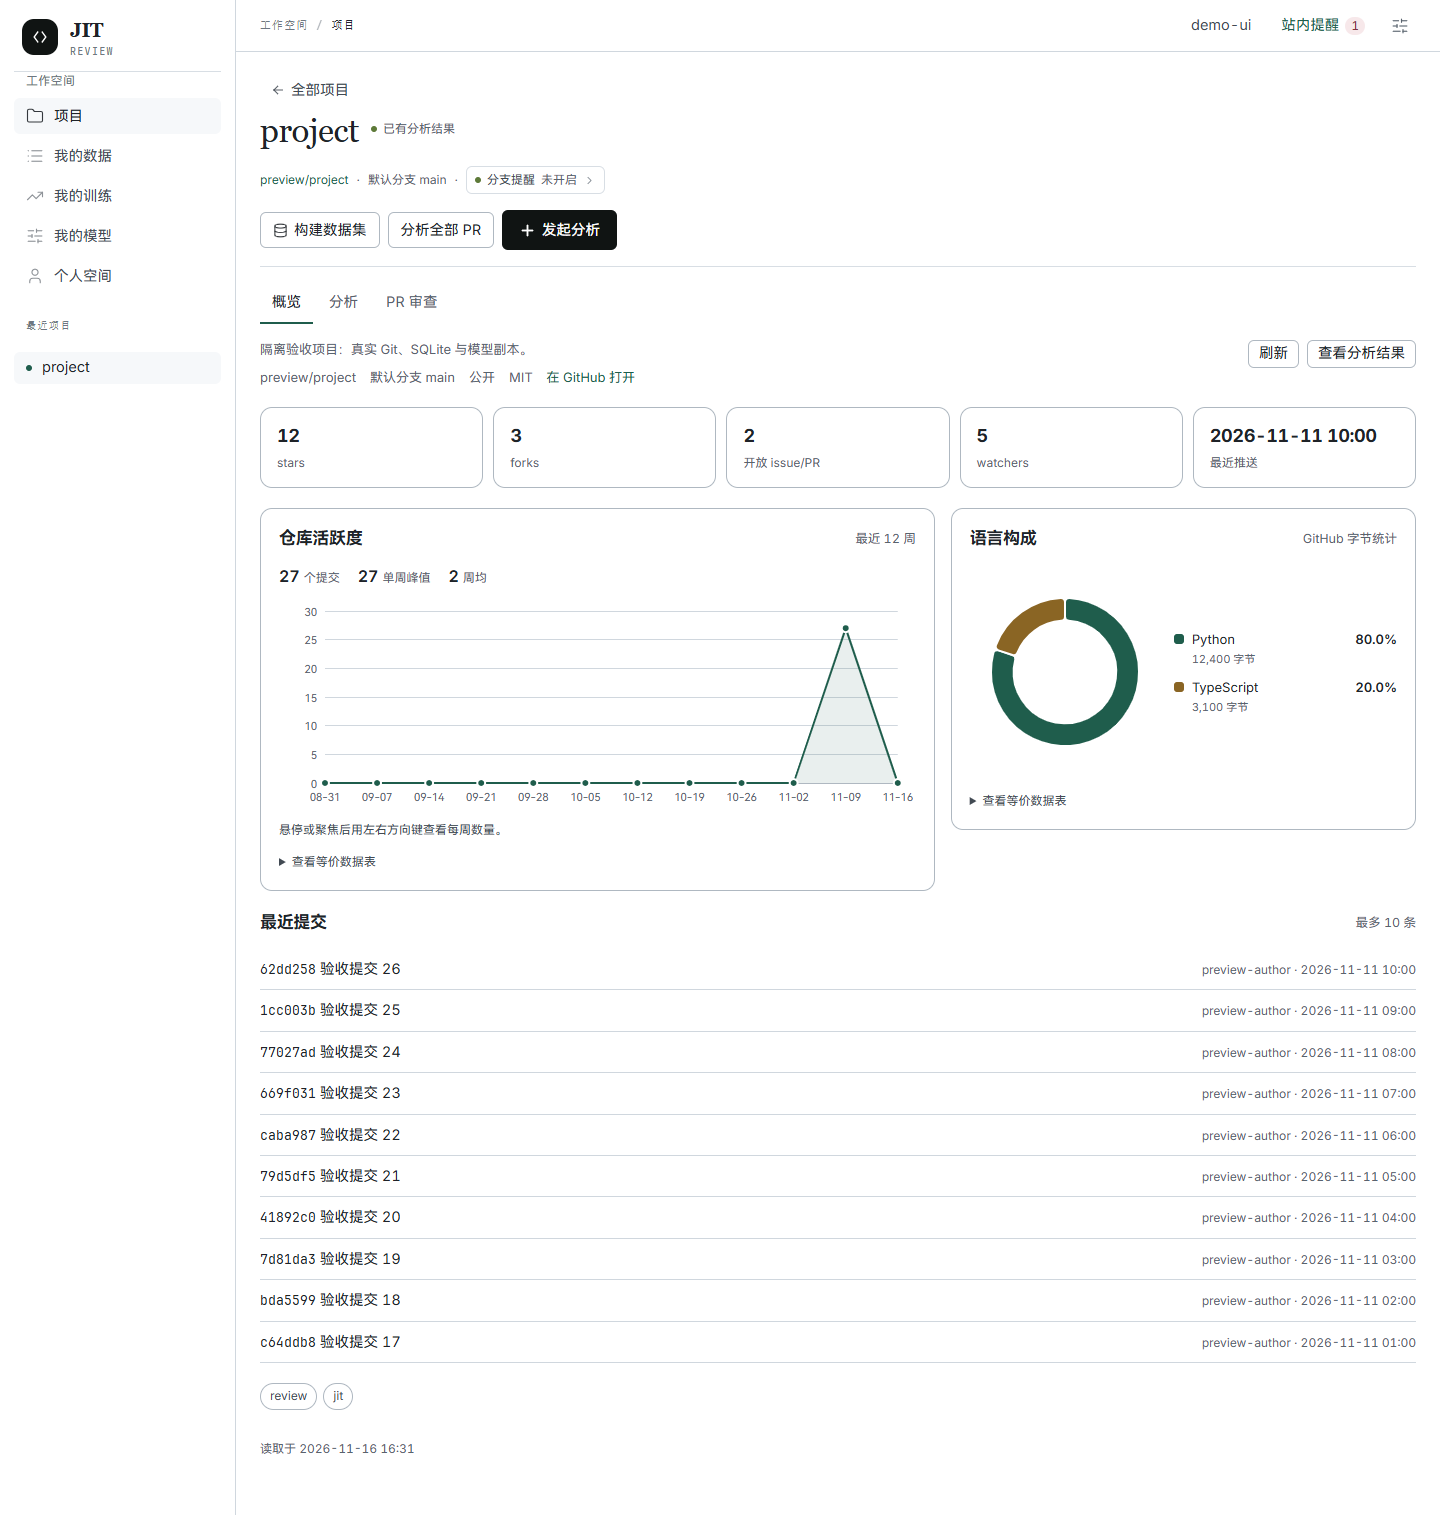 JIT
REVIEW
工作空间
项目
我的数据
我的训练
我的模型
个人空间
最近项目
project
工作空间 / 项目
demo-ui 站内提醒 1
← 全部项目
project 已有分析结果
preview/project · 默认分支 main · 分支提醒 未开启
构建数据集 分析全部 PR 发起分析
概览 分析 PR 审查
隔离验收项目：真实 Git、SQLite 与模型副本。
刷新 查看分析结果
preview/project 默认分支 main 公开 MIT 在 GitHub 打开
12
stars
3
forks
2
开放 issue/PR
5
watchers
2026-11-11 10:00
最近推送
仓库活跃度 最近 12 周
27 个提交 27 单周峰值 2 周均
30
25
20
15
10
5
0
08-31 09-07 09-14 09-21 09-28 10-05 10-12 10-19 10-26 11-02 11-09 11-16
悬停或聚焦后用左右方向键查看每周数量。
查看等价数据表
语言构成 GitHub 字节统计
Python 80.0%
12,400 字节
TypeScript 20.0%
3,100 字节
查看等价数据表
最近提交 最多 10 条
62dd258 验收提交 26 preview-author · 2026-11-11 10:00
1cc003b 验收提交 25 preview-author · 2026-11-11 09:00
77027ad 验收提交 24 preview-author · 2026-11-11 08:00
669f031 验收提交 23 preview-author · 2026-11-11 07:00
caba987 验收提交 22 preview-author · 2026-11-11 06:00
79d5df5 验收提交 21 preview-author · 2026-11-11 05:00
41892c0 验收提交 20 preview-author · 2026-11-11 04:00
7d81da3 验收提交 19 preview-author · 2026-11-11 03:00
bda5599 验收提交 18 preview-author · 2026-11-11 02:00
c64ddb8 验收提交 17 preview-author · 2026-11-11 01:00
review jit
读取于 2026-11-16 16:31